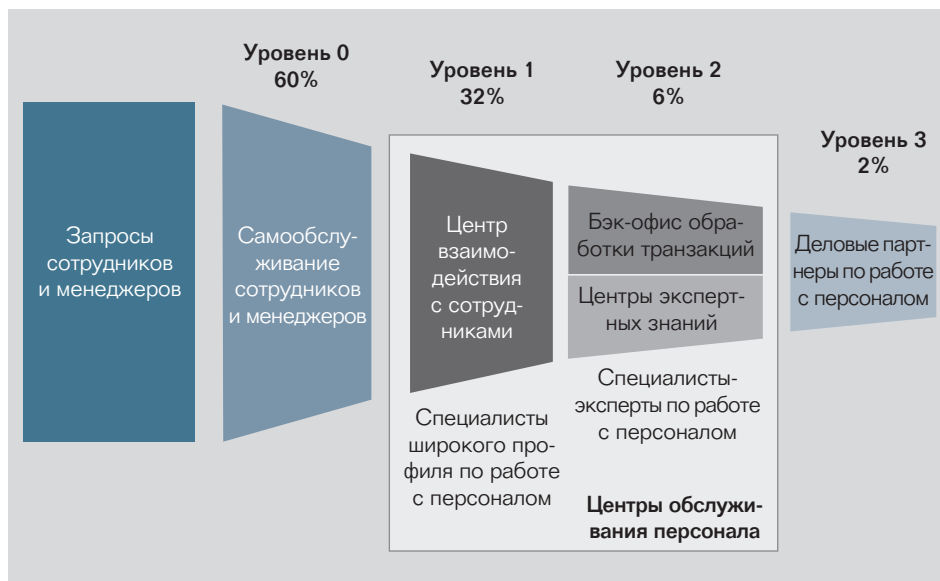 Уровень 0
60%
Уровень 1
32%
Уровень 2
6%
Уровень 3
2%
Запросы
сотрудников
и менеджеров
Самообслу-
живание
сотрудников
и менеджеров
Центр
взаимо-
действия
с сотруд-
никами
Бэк-офис обра-
ботки транзакций
Центры эксперт-
ных знаний
Деловые парт-
неры по работе
с персоналом
Специалисты
широкого про-
филя по работе
с персоналом
Специалисты-
эксперты по работе
с персоналом
Центры обслужи-
вания персонала